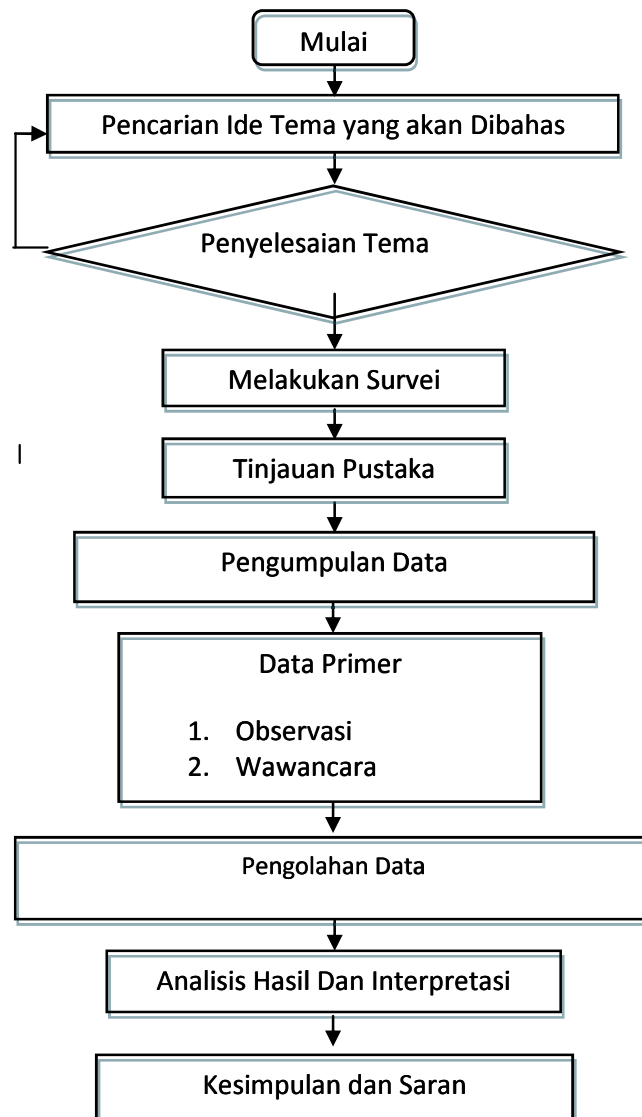 Mulai
Pencarian Ide Tema yang akan Dibahas
Penyelesaian Tema
Melakukan Survei
Tinjauan Pustaka
Pengumpulan Data
Data Primer
1. Observasi
2. Wawancara
Pengolahan Data
Analisis Hasil Dan Interpretasi
Kesimpulan dan Saran